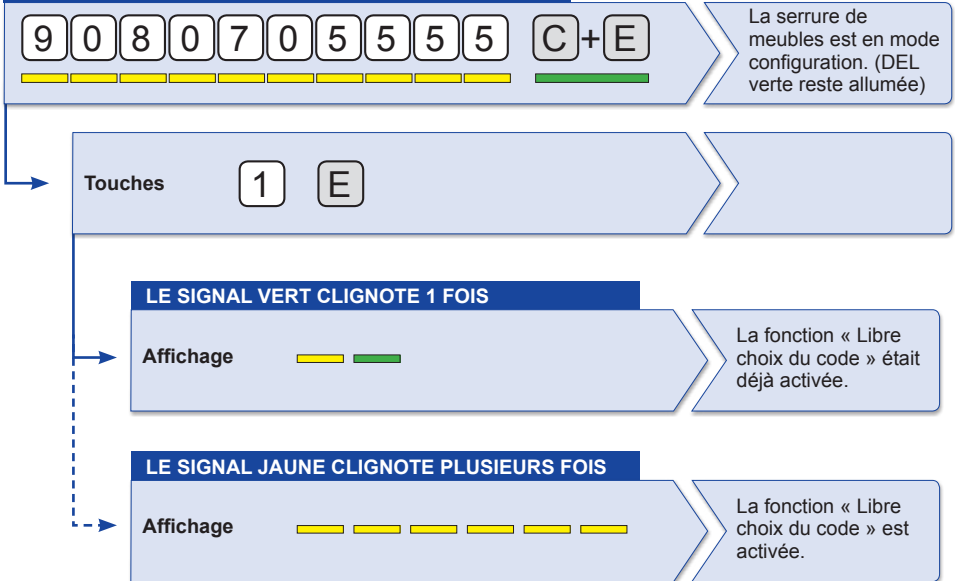 9 0 8 0 7 0 5 5 5 5 C + E
La serrure de
meubles est en mode
configuration. (DEL
verte reste allumée)
Touches 1 E
LE SIGNAL VERT CLIGNOTE 1 FOIS
Affichage
La fonction « Libre
choix du code » était
déjà activée.
LE SIGNAL JAUNE CLIGNOTE PLUSIEURS FOIS
Affichage
La fonction « Libre
choix du code » est
activée.